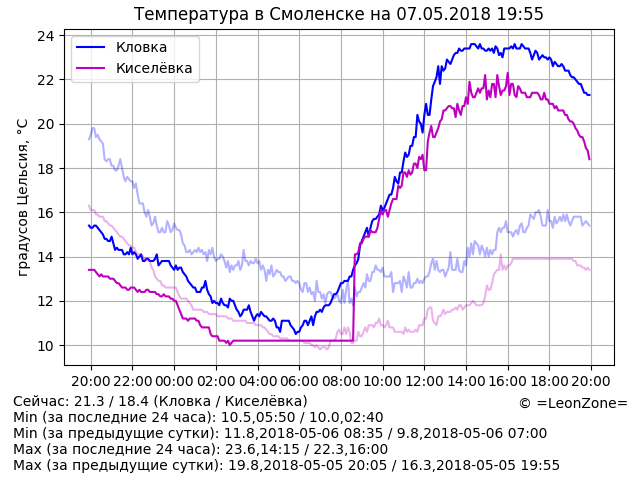 Температура в Смоленске на 07.05.2018 19:55
24
22
20
18
16
14
12
10
градусов Цельсия, °C
Кловка
Киселёвка
20:00 22:00 00:00 02:00 04:00 06:00 08:00 10:00 12:00 14:00 16:00 18:00 20:00
Сейчас: 21.3 / 18.4 (Кловка / Киселёвка)
© =LeonZone=
Min (за последние 24 часа): 10.5,05:50 / 10.0,02:40
Min (за предыдущие сутки): 11.8,2018-05-06 08:35 / 9.8,2018-05-06 07:00
Max (за последние 24 часа): 23.6,14:15 / 22.3,16:00
Max (за предыдущие сутки): 19.8,2018-05-05 20:05 / 16.3,2018-05-05 19:55